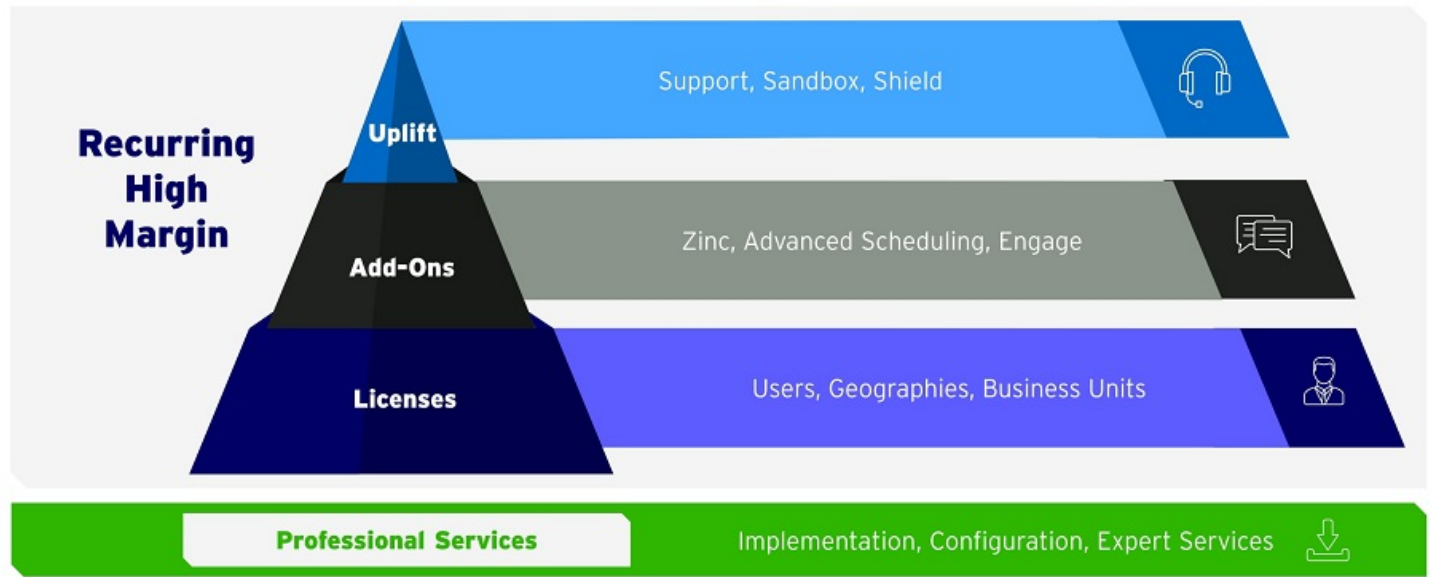 Recurring
High
Margin
Uplift
Support, Sandbox, Shield
Add-Ons
Zinc, Advanced Scheduling, Engage
Licenses
Users, Geographies, Business Units
Professional Services
Implementation, Configuration, Expert Services